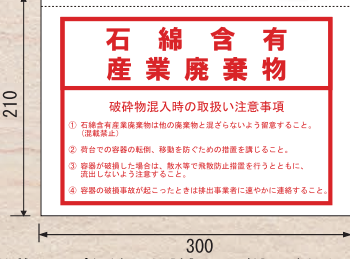 石綿含有
産業廃棄物
破砕物混入時の取扱い注意事項
① 石綿含有産業廃棄物は他の廃棄物と混ざらないよう留意すること。
(混載禁止)
② 荷台での容器の転倒、移動を防ぐための措置を講じること。
③ 容器が破損した場合は、散水等で飛散防止措置を行うとともに、
流出しないよう注意すること。
④ 容器の破損事故が起こったときは排出事業者に速やかに連絡すること。
210
300